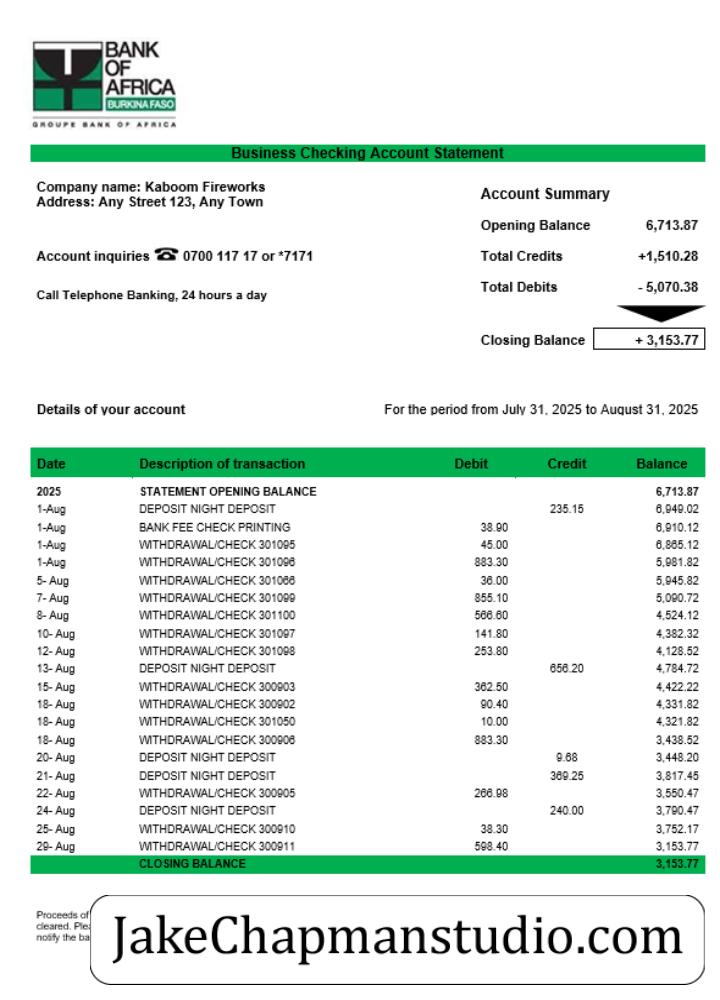 BANK
OF
AFRICA
BURKINA FASO
GROUPE BANK OF AFRICA
Business Checking Account Statement
Company name: Kaboom Fireworks
Address: Any Street 123, Any Town
Account inquiries ☎ 0700 117 17 or *7171
Call Telephone Banking, 24 hours a day
Account Summary
Opening Balance 6,713.87
Total Credits +1,510.28
Total Debits - 5,070.38
Closing Balance + 3,153.77
Details of your account For the period from July 31, 2025 to August 31, 2025
Date Description of transaction Debit Credit Balance
2025 STATEMENT OPENING BALANCE 6,713.87
1-Aug DEPOSIT NIGHT DEPOSIT 235.15 6,949.02
1-Aug BANK FEE CHECK PRINTING 38.90 6,910.12
1-Aug WITHDRAWAL/CHECK 301095 45.00 6,865.12
1-Aug WITHDRAWAL/CHECK 301096 883.30 5,981.82
5- Aug WITHDRAWAL/CHECK 301066 36.00 5,945.82
7- Aug WITHDRAWAL/CHECK 301099 855.10 5,090.72
8- Aug WITHDRAWAL/CHECK 301100 566.60 4,524.12
10- Aug WITHDRAWAL/CHECK 301097 141.80 4,382.32
12- Aug WITHDRAWAL/CHECK 301098 253.80 4,128.52
13- Aug DEPOSIT NIGHT DEPOSIT 656.20 4,784.72
15- Aug WITHDRAWAL/CHECK 300903 362.50 4,422.22
18- Aug WITHDRAWAL/CHECK 300902 90.40 4,331.82
18- Aug WITHDRAWAL/CHECK 301050 10.00 4,321.82
18- Aug WITHDRAWAL/CHECK 300906 883.30 3,438.52
20- Aug DEPOSIT NIGHT DEPOSIT 9.68 3,448.20
21- Aug DEPOSIT NIGHT DEPOSIT 369.25 3,817.45
22- Aug WITHDRAWAL/CHECK 300905 266.98 3,550.47
24- Aug DEPOSIT NIGHT DEPOSIT 240.00 3,790.47
25- Aug WITHDRAWAL/CHECK 300910 38.30 3,752.17
29- Aug WITHDRAWAL/CHECK 300911 598.40 3,153.77
CLOSING BALANCE 3,153.77
Proceeds of
cleared.
notify the
JakeChapmanstudio.com